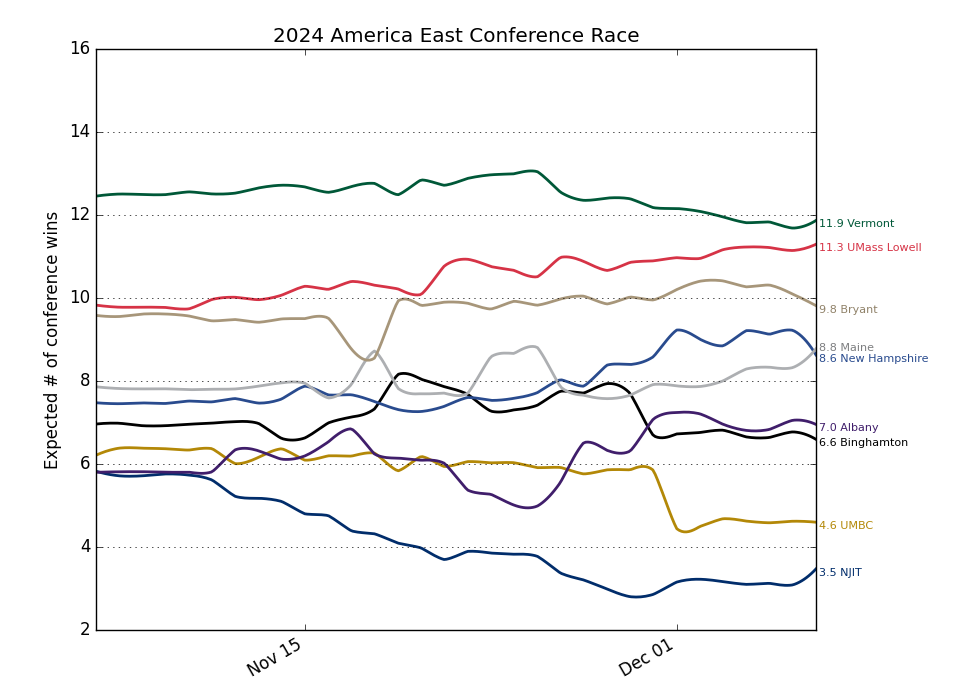 2024 America East Conference Race
Expected # of conference wins
16
14
12
10
8
6
4
2
Nov 15
Dec 01
11.9 Vermont
11.3 UMass Lowell
9.8 Bryant
8.8 Maine
8.6 New Hampshire
7.0 Albany
6.6 Binghamton
4.6 UMBC
3.5 NJIT